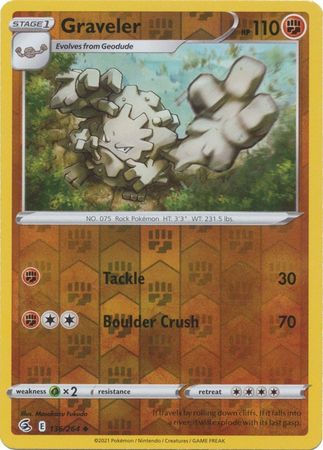 STAGE 1
Graveler
HP 110
Evolves from Geodude
NO. 075 Rock Pokémon HT: 3'3" WT: 231.5 lbs.
Tackle 30
Boulder Crush 70
weakness ×2 resistance retreat
Illus. Masakazu Fukuda
E 136/264
It travels by rolling down cliffs. If it falls into
a river, it will explode with its last gasp.
©2021 Pokémon / Nintendo / Creatures / GAME FREAK